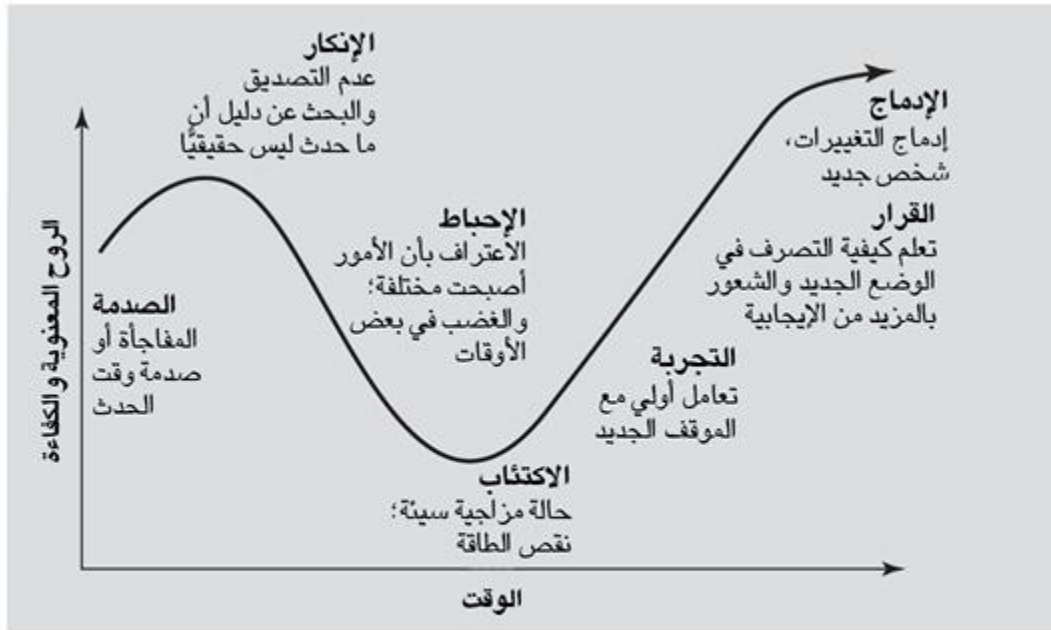 الإنكار
عدم التصديق
والبحث عن دليل أن
ما حدث ليس حقيقيًّا
الإدماج
إدماج التغييرات،
شخص جديد
القرار
تعلم كيفية التصرف في
الوضع الجديد والشعور
بالمزيد من الإيجابية
الإحباط
الاعتراف بأن الأمور
أصبحت مختلفة؛
والغضب في بعض
الأوقات
الصدمة
المفاجأة أو
صدمة وقت
الحدث
التجربة
تعامل أولي مع
الموقف الجديد
الاكتئاب
حالة مزاجية سيئة؛
نقص الطاقة
الروح المعنوية والكفاءة
الوقت